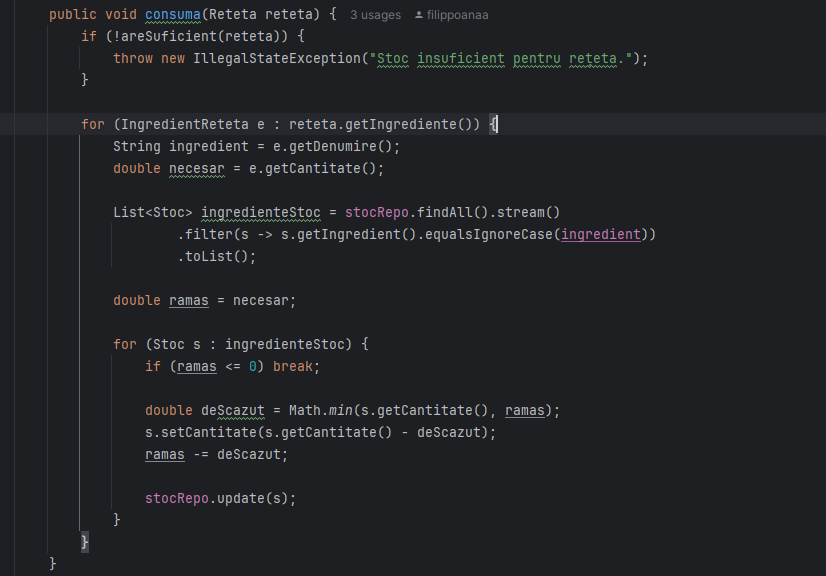 public void consuma(Reteta reteta) { 3 usages filippoanaa
if (!areSuficient(reteta)) {
throw new IllegalStateException("Stoc insuficient pentru reteta.");
}
for (IngredientReteta e : reteta.getIngrediente()) {
String ingredient = e.getDenumire();
double necesar = e.getCantitate();
List<Stoc> ingredienteStoc = stocRepo.findAll().stream()
.filter(s -> s.getIngredient().equalsIgnoreCase(ingredient))
.toList();
double ramas = necesar;
for (Stoc s : ingredienteStoc) {
if (ramas <= 0) break;
double deScazut = Math.min(s.getCantitate(), ramas);
s.setCantitate(s.getCantitate() - deScazut);
ramas -= deScazut;
stocRepo.update(s);
}
}
}